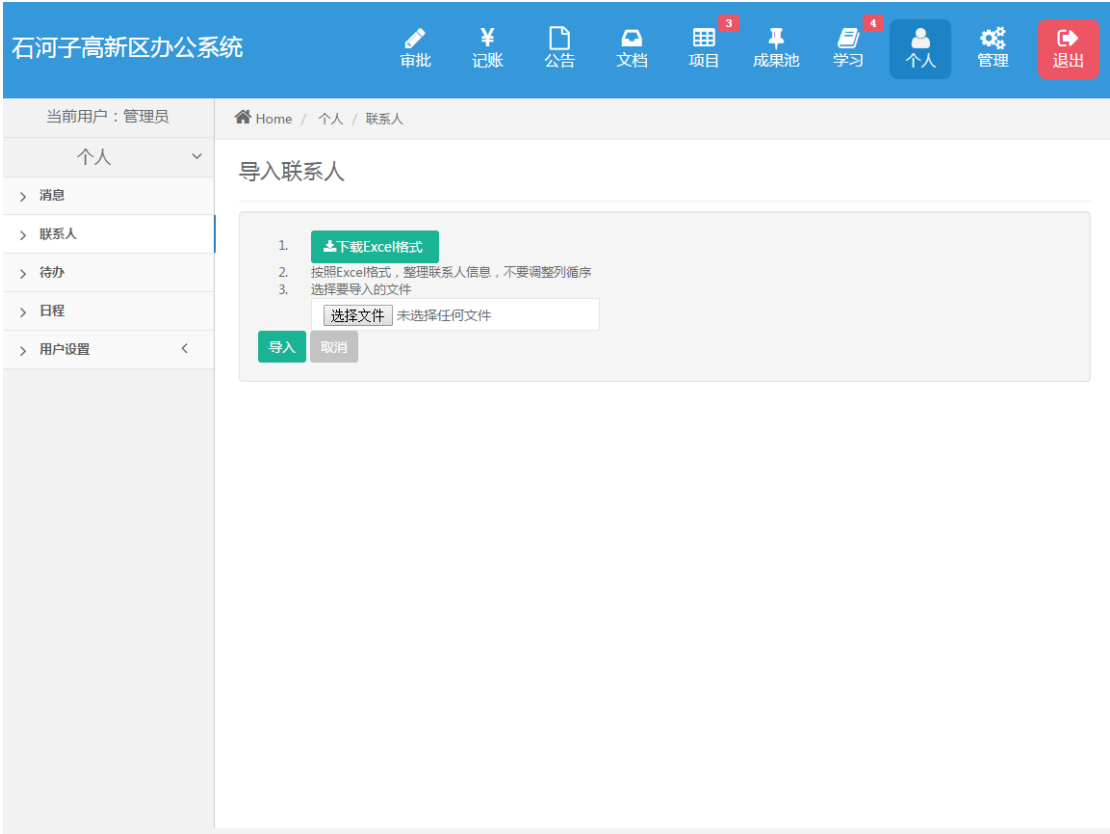 石河子高新区办公系统
3
4
审批 记账 公告 文档 项目 成果池 学习 个人 管理 退出
当前用户：管理员
Home / 个人 / 联系人
个人
导入联系人
消息
联系人
待办
日程
用户设置
1. 下载Excel格式
2. 按照Excel格式，整理联系人信息，不要调整列循序
3. 选择要导入的文件
选择文件 未选择任何文件
导入 取消